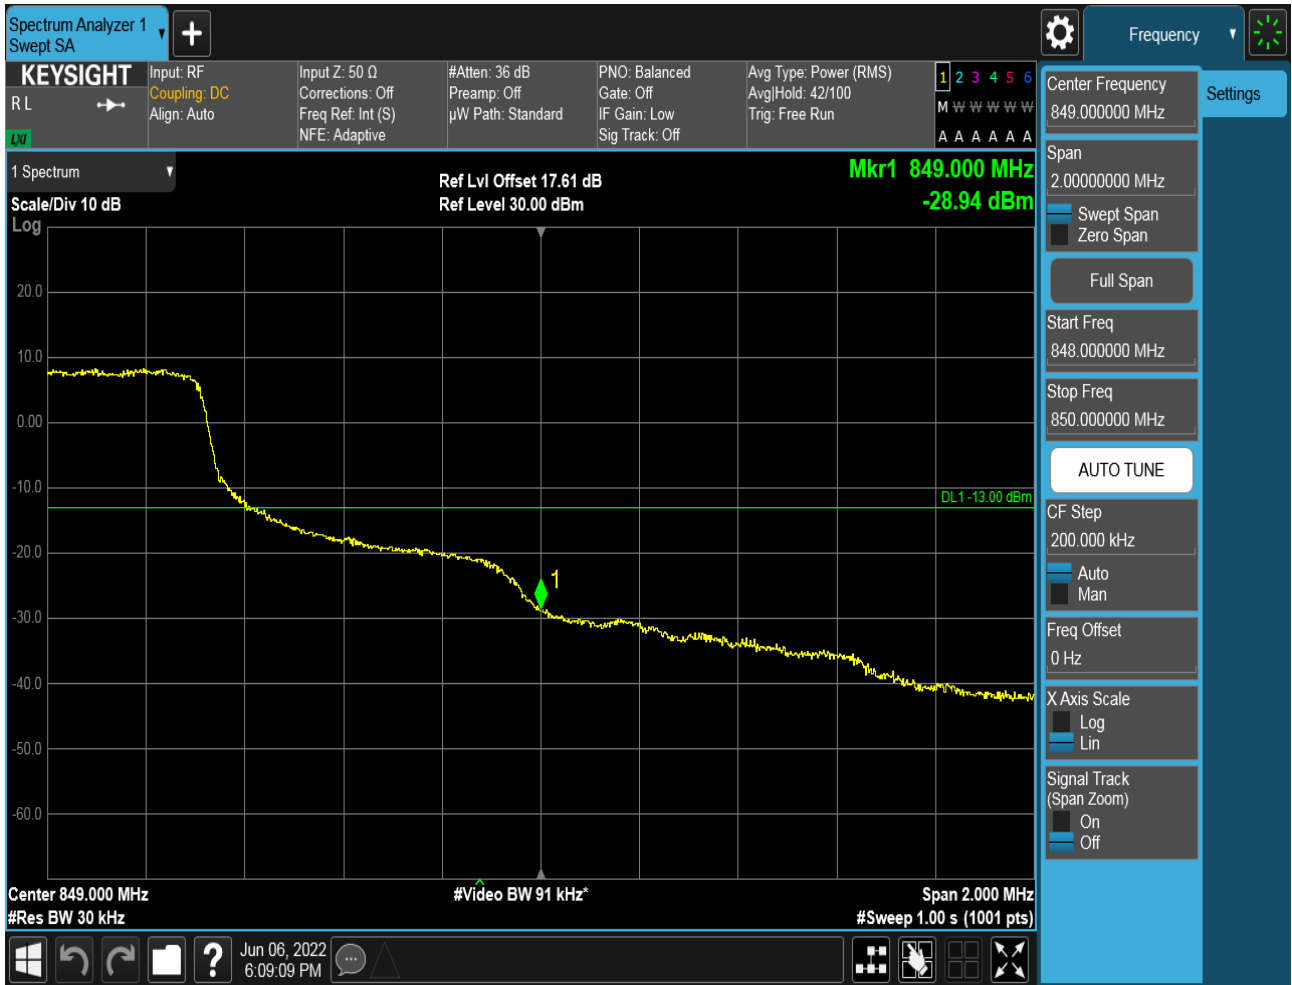 Spectrum Analyzer 1
Swept SA
Frequency
KEYSIGHT
R L
LXI
Input: RF
Coupling: DC
Align: Auto
Input Z: 50 Ω
Corrections: Off
Freq Ref: Int (S)
NFE: Adaptive
#Atten: 36 dB
Preamp: Off
µW Path: Standard
PNO: Balanced
Gate: Off
IF Gain: Low
Sig Track: Off
Avg Type: Power (RMS)
Avg|Hold: 42/100
Trig: Free Run
1 2 3 4 5 6
M W W W W W
A A A A A A
1 Spectrum
Scale/Div 10 dB
Log
Ref Lvl Offset 17.61 dB
Ref Level 30.00 dBm
Mkr1 849.000 MHz
-28.94 dBm
20.0
10.0
0.00
-10.0
-20.0
-30.0
-40.0
-50.0
-60.0
DL1 -13.00 dBm
1
Center 849.000 MHz
#Res BW 30 kHz
#Video BW 91 kHz*
Span 2.000 MHz
#Sweep 1.00 s (1001 pts)
?
Jun 06, 2022
6:09:09 PM
Settings
Center Frequency
849.000000 MHz
Span
2.00000000 MHz
Swept Span
Zero Span
Full Span
Start Freq
848.000000 MHz
Stop Freq
850.000000 MHz
AUTO TUNE
CF Step
200.000 kHz
Auto
Man
Freq Offset
0 Hz
X Axis Scale
Log
Lin
Signal Track
(Span Zoom)
On
Off